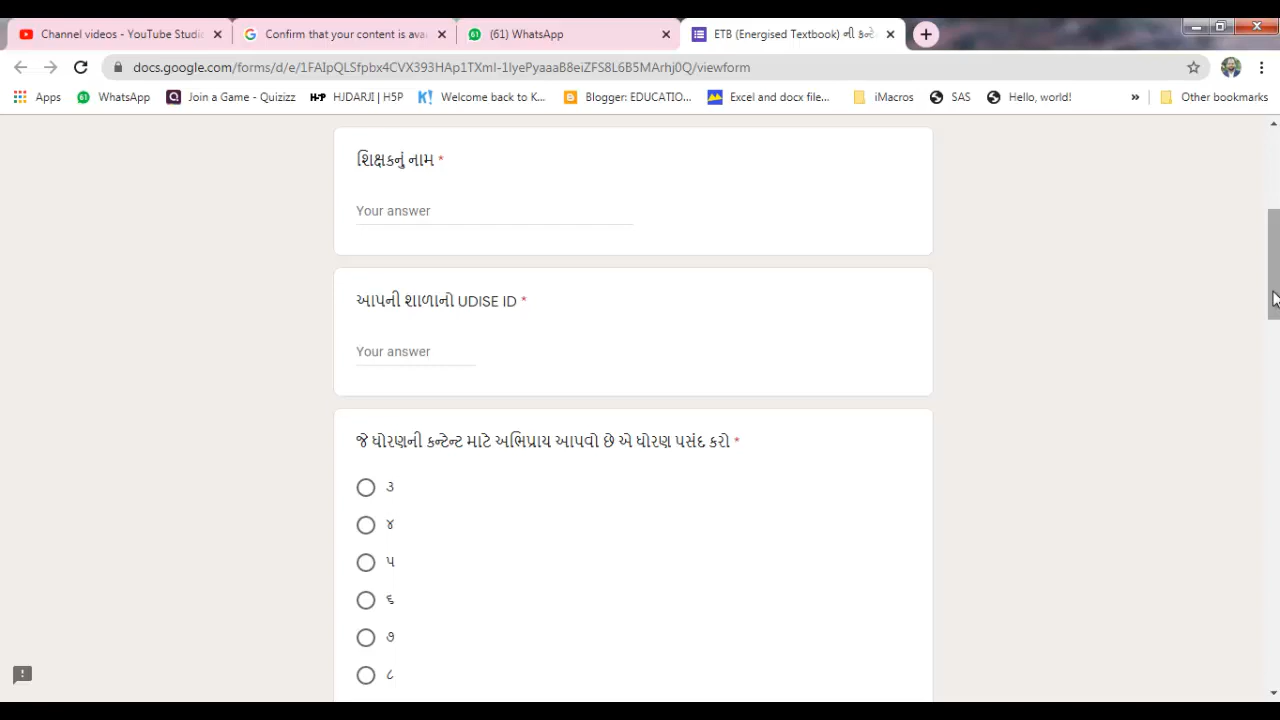 Channel videos - YouTube Studio
Confirm that your content is avai
(61) WhatsApp
ETB (Energised Textbook) ની કન્ટે
docs.google.com/forms/d/e/1FAIpQLSfpbx4CVX393HAp1TXmI-1IyePyaaaB8eiZFS8L6B5MArhj0Q/viewform
Apps
WhatsApp
Join a Game - Quizizz
H-P HJDARJI | H5P
K! Welcome back to K...
Blogger: EDUCATIO...
Excel and docx file...
iMacros
SAS
Hello, world!
»
Other bookmarks
શિક્ષકનું નામ *
Your answer
આપની શાળાનો UDISE ID *
Your answer
જે ધોરણની કન્ટેન્ટ માટે અભિપ્રાય આપવો છે એ ધોરણ પસંદ કરો *
૩
૪
૫
૬
૭
૮